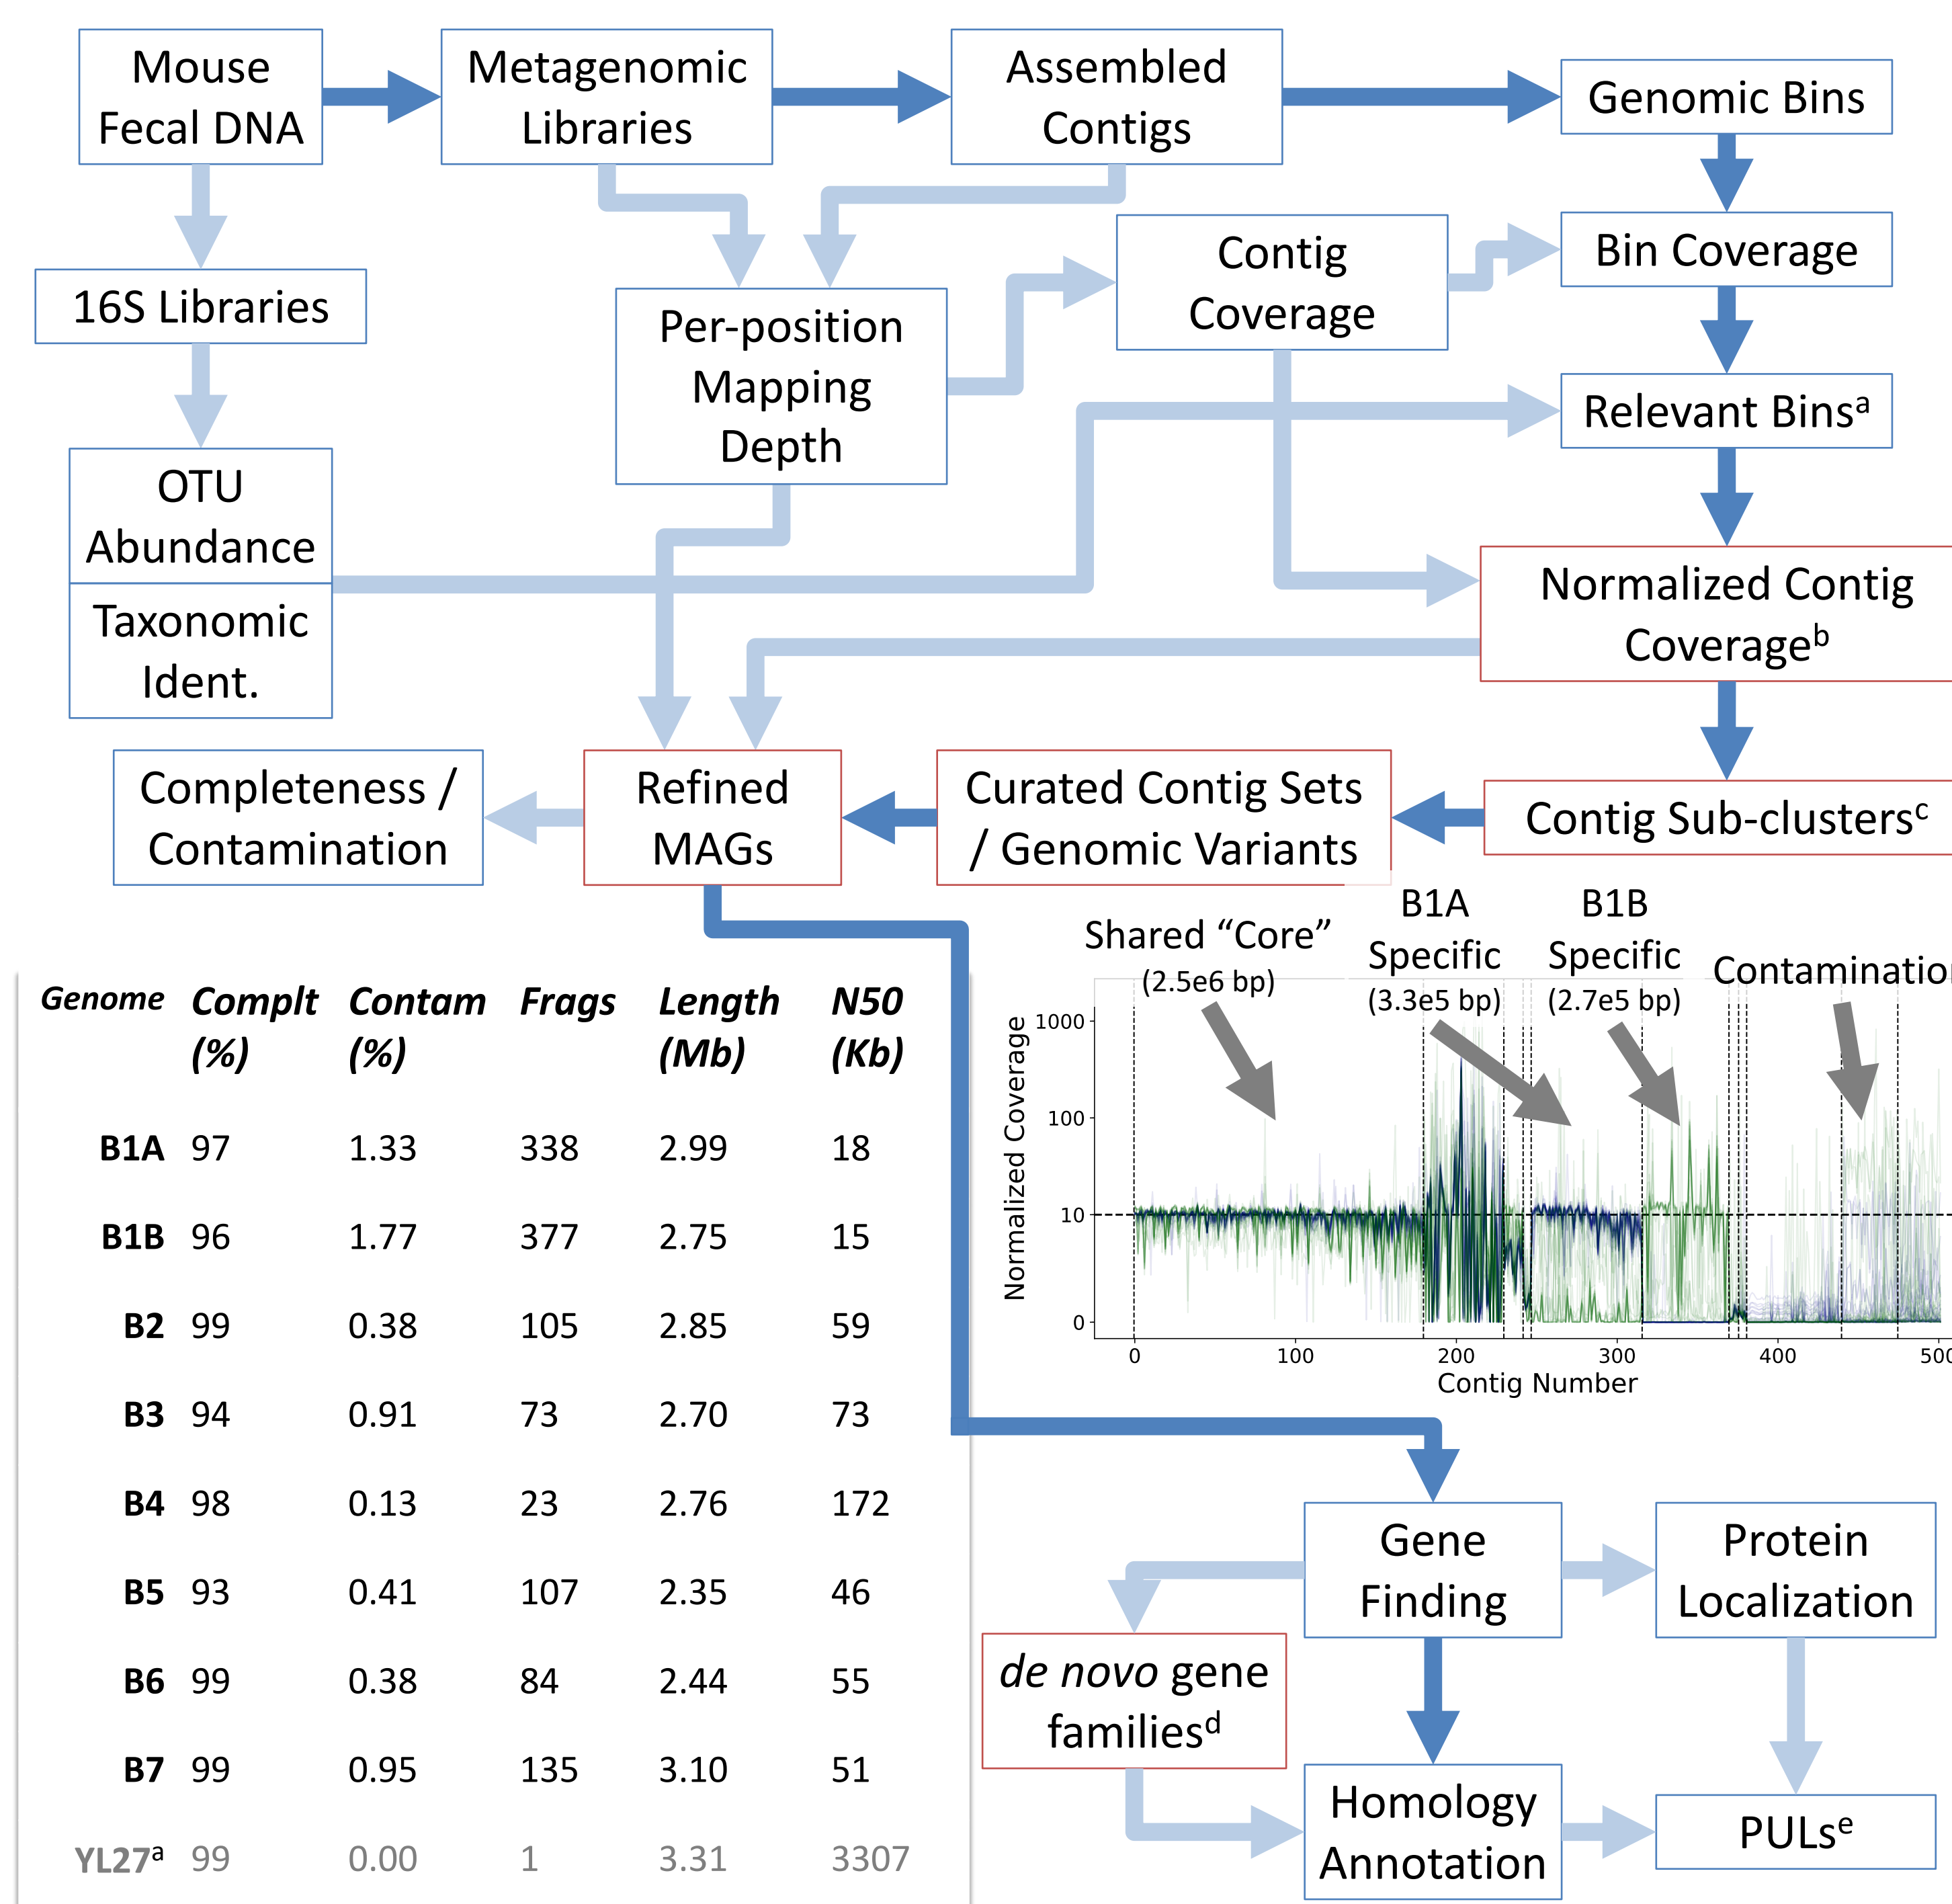 Mouse
Fecal DNA
Metagenomic
Libraries
Assembled
Contigs
Genomic Bins
16S Libraries
Per-position
Mapping
Depth
Contig
Coverage
Bin Coverage
Relevant Binsᵃ
OTU
Abundance
Taxonomic
Ident.
Normalized Contig
Coverageᵇ
Completeness /
Contamination
Refined
MAGs
Curated Contig Sets
/ Genomic Variants
Contig Sub-clustersᶜ
Shared “Core”
(2.5e6 bp)
B1A
Specific
(3.3e5 bp)
B1B
Specific
(2.7e5 bp)
Contamination
Normalized Coverage
1000
100
10
0
0 100 200 300 400 500
Contig Number
Genome Complt (%) Contam (%) Frags Length (Mb) N50 (Kb)
B1A 97 1.33 338 2.99 18
B1B 96 1.77 377 2.75 15
B2 99 0.38 105 2.85 59
B3 94 0.91 73 2.70 73
B4 98 0.13 23 2.76 172
B5 93 0.41 107 2.35 46
B6 99 0.38 84 2.44 55
B7 99 0.95 135 3.10 51
YL27ᵃ 99 0.00 1 3.31 3307
Gene
Finding
Protein
Localization
de novo gene
familiesᵈ
Homology
Annotation
PULsᵉ